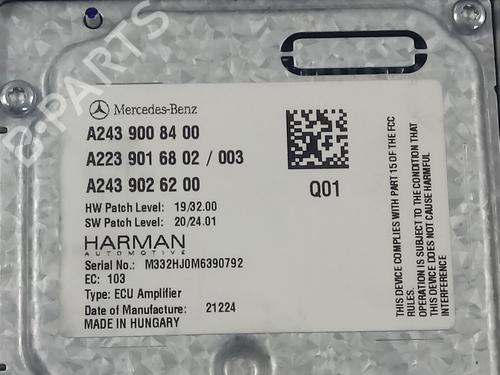 Mercedes-Benz
A243 900 84 00
A223 901 68 02 / 003
A243 902 62 00
HW Patch Level: 19/32.00
SW Patch Level: 20/24.01
HARMAN
AUTOMOTIVE
Serial No.: M332HJ0M6390792
EC: 103
Type: ECU Amplifier
Date of Manufacture: 21224
MADE IN HUNGARY
Q01
THIS DEVICE COMPLIES WITH PART 15 OF THE FCC
RULES.
OPERATION IS SUBJECT TO THE CONDITION THAT
THIS DEVICE DOES NOT CAUSE HARMFUL
INTERFERENCE
B-PARTS